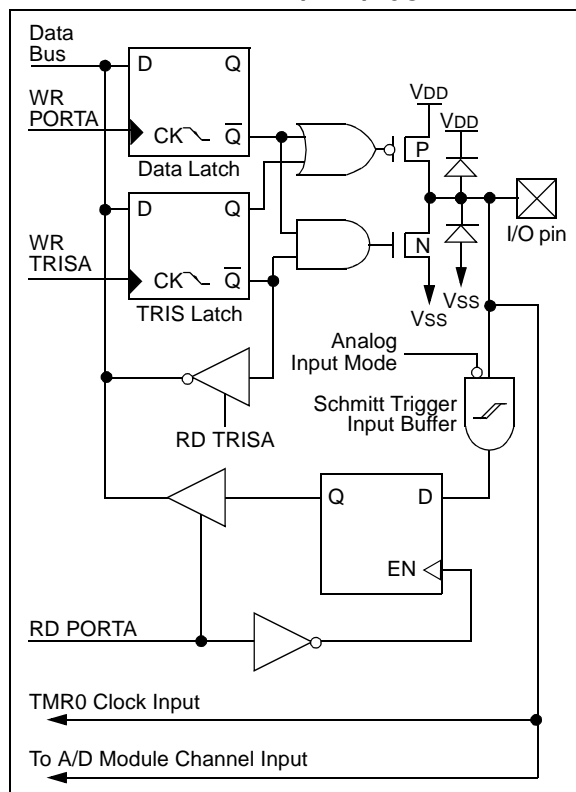 Data
Bus
D Q
WR
PORTA
CK Q
Data Latch
VDD
P
VDD
D Q
WR
TRISA
CK Q
TRIS Latch
N
I/O pin
VSS
VSS
Analog
Input Mode
Schmitt Trigger
Input Buffer
RD TRISA
Q D
EN
RD PORTA
TMR0 Clock Input
To A/D Module Channel Input